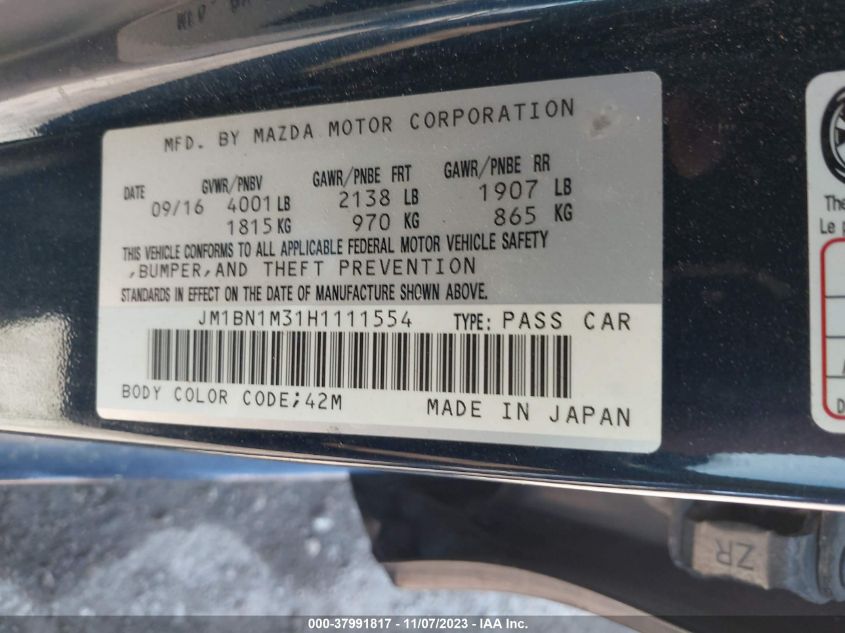 MFD. BY MAZDA MOTOR CORPORATION
DATE GVWR/PNBV GAWR/PNBE FRT GAWR/PNBE RR
09/16 4001 LB 2138 LB 1907 LB
1815 KG 970 KG 865 KG
THIS VEHICLE CONFORMS TO ALL APPLICABLE FEDERAL MOTOR VEHICLE SAFETY
,BUMPER,AND THEFT PREVENTION
STANDARDS IN EFFECT ON THE DATE OF MANUFACTURE SHOWN ABOVE.
JM1BN1M31H1111554 TYPE: PASS CAR
BODY COLOR CODE;42M MADE IN JAPAN
The
Le
ZR
000-37991817 - 11/07/2023 - IAAI Inc.